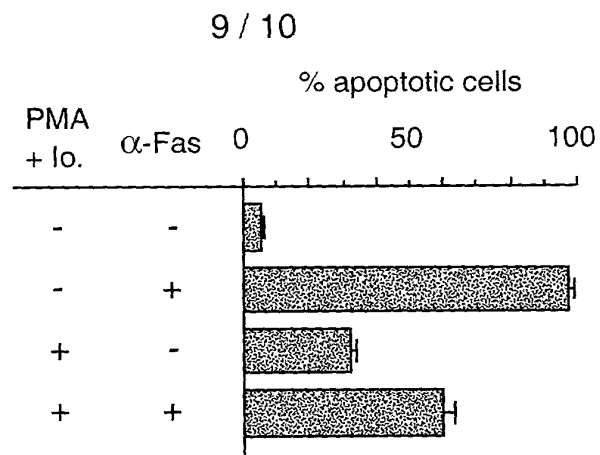 9 / 10
% apoptotic cells
PMA
+ Io. α-Fas 0 50 100
- -
- +
+ -
+ +